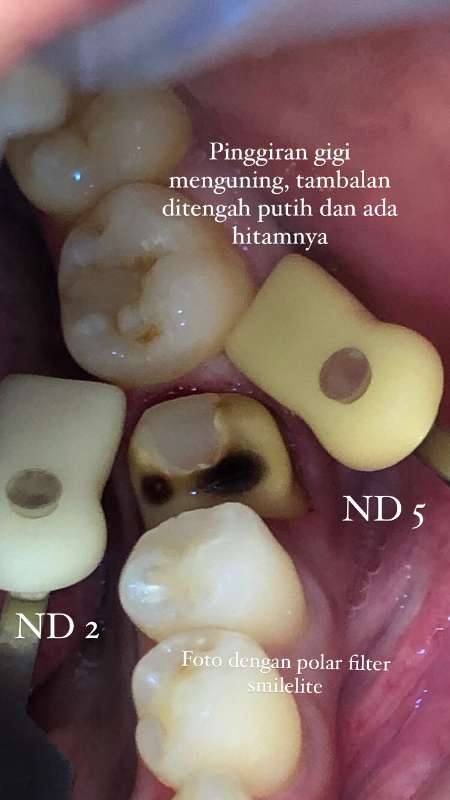 Pinggiran gigi
menguning, tambalan
ditengah putih dan ada
hitamnya
ND 5
ND 2
Foto dengan polar filter
smilelite